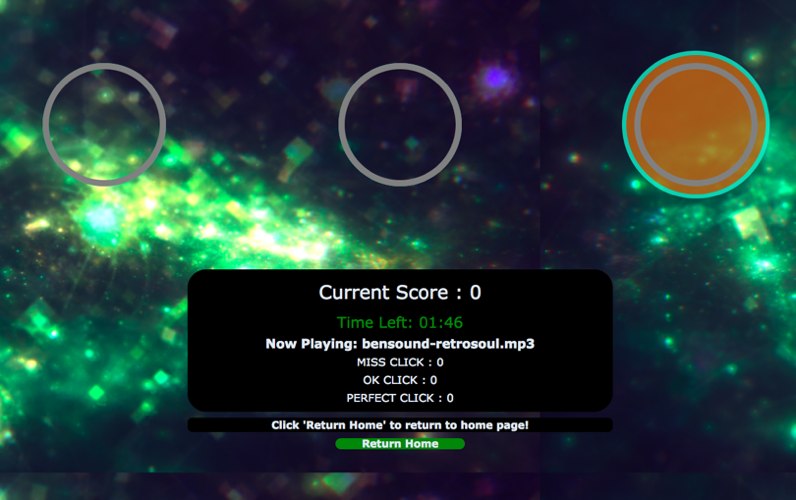 Current Score : 0
Time Left: 01:46
Now Playing: bensound-retrosoul.mp3
MISS CLICK : 0
OK CLICK : 0
PERFECT CLICK : 0
Click 'Return Home' to return to home page!
Return Home